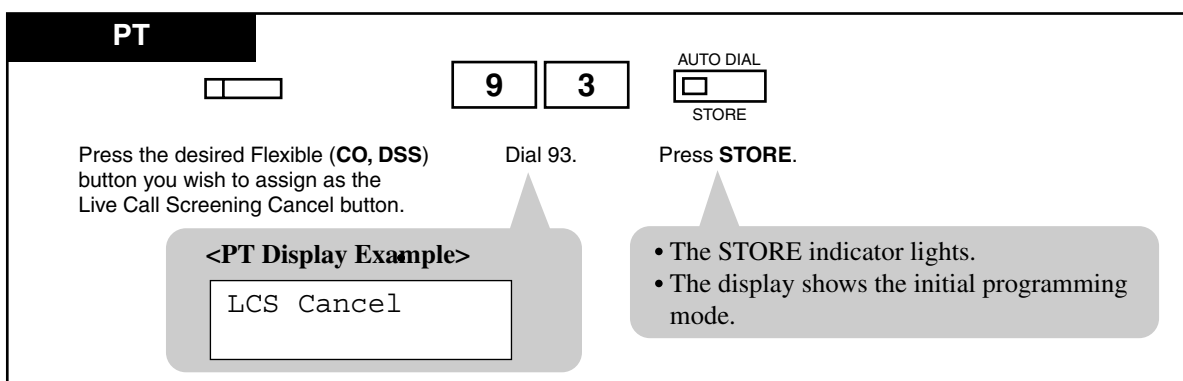 PT
9 3
AUTO DIAL
STORE
Press the desired Flexible (CO, DSS)
button you wish to assign as the
Live Call Screening Cancel button.
Dial 93.
Press STORE.
<PT Display Example>
LCS Cancel
• The STORE indicator lights.
• The display shows the initial programming
mode.